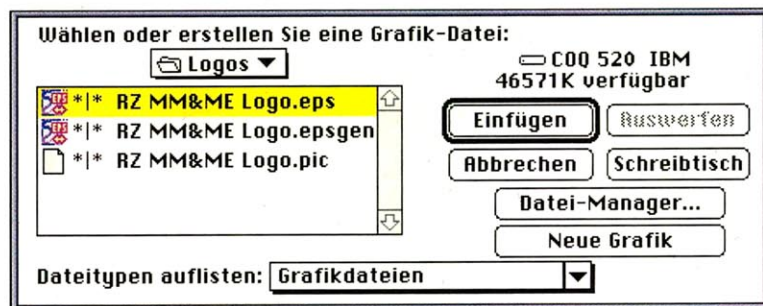 Wählen oder erstellen Sie eine Grafik-Datei:
Logos
COQ 520 IBM
46571K verfügbar
*|* RZ MM&ME Logo.eps
*|* RZ MM&ME Logo.epsgen
*|* RZ MM&ME Logo.pic
Einfügen
Auswerfen
Abbrechen
Schreibtisch
Datei-Manager...
Neue Grafik
Dateitypen auflisten: Grafikdateien